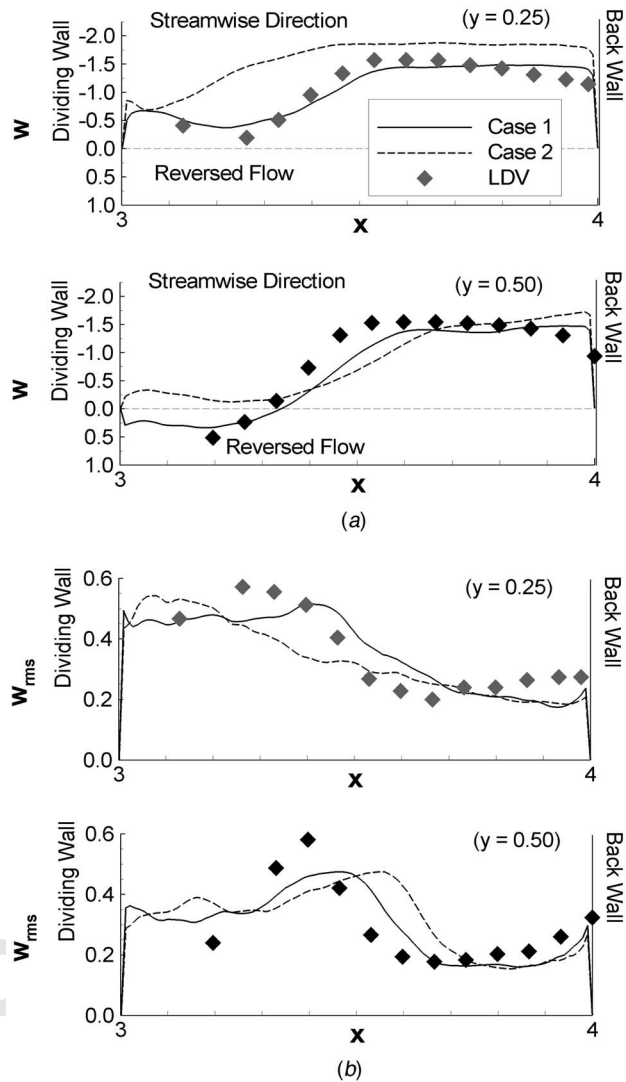 Streamwise Direction
(y = 0.25)
-2.0
-1.5
-1.0
-0.5
0.0
0.5
1.0
W
Dividing Wall
Back Wall
Case 1
Case 2
LDV
Reversed Flow
3
x
4
Streamwise Direction
(y = 0.50)
-2.0
-1.5
-1.0
-0.5
0.0
0.5
1.0
W
Dividing Wall
Back Wall
Reversed Flow
3
x
4
(a)
0.6
0.4
0.2
0.0
Wrms
Dividing Wall
(y = 0.25)
Back Wall
3
x
4
0.6
0.4
0.2
0.0
Wrms
Dividing Wall
(y = 0.50)
Back Wall
3
x
4
(b)